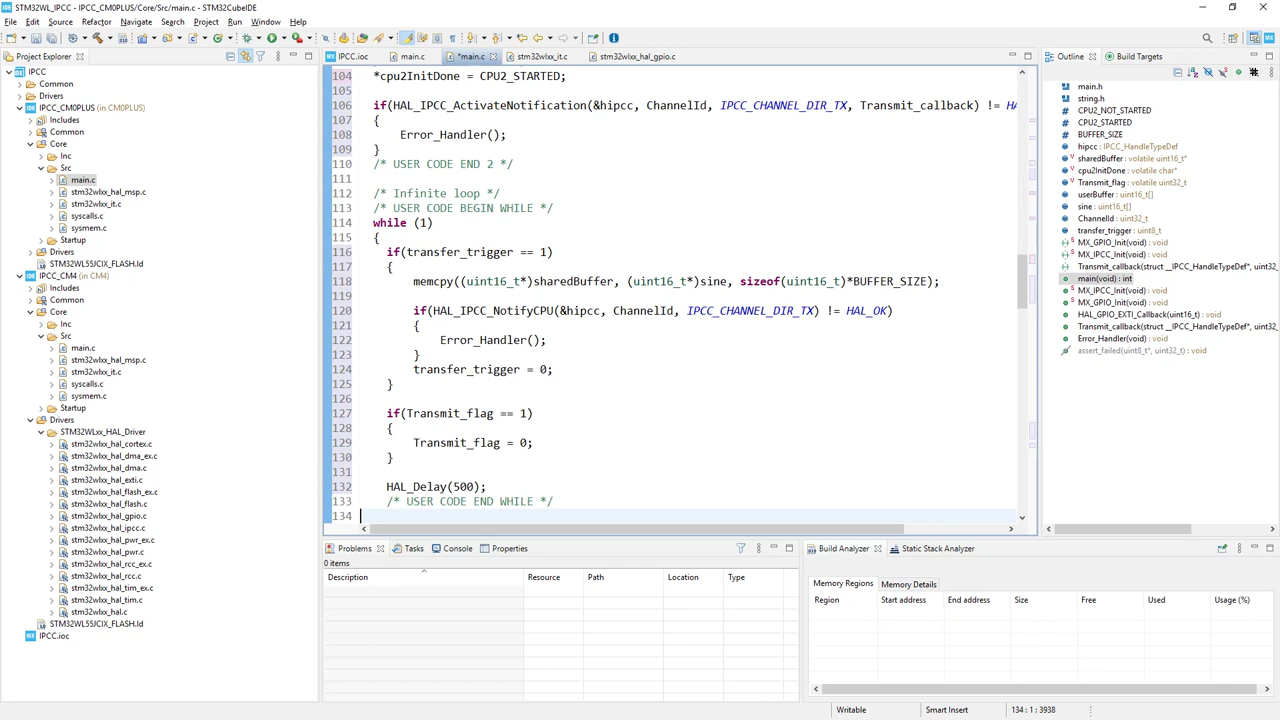 STM32WL_IPCC - IPCC_CM0PLUS/Core/Src/main.c - STM32CubeIDE
File Edit Source Refactor Navigate Search Project Run Window Help
Project Explorer
IPCC
Common
Drivers
IPCC_CM0PLUS (in CM0PLUS)
Includes
Common
Core
Inc
Src
main.c
stm32wlxx_hal_msp.c
stm32wlxx_it.c
syscalls.c
sysmem.c
Startup
Drivers
STM32WL55JCIX_FLASH.ld
IPCC_CM4 (in CM4)
Includes
Common
Core
Inc
Src
main.c
stm32wlxx_hal_msp.c
stm32wlxx_it.c
syscalls.c
sysmem.c
Startup
Drivers
STM32WLxx_HAL_Driver
stm32wlxx_hal_cortex.c
stm32wlxx_hal_dma_ex.c
stm32wlxx_hal_dma.c
stm32wlxx_hal_exti.c
stm32wlxx_hal_flash_ex.c
stm32wlxx_hal_flash.c
stm32wlxx_hal_gpio.c
stm32wlxx_hal_ipcc.c
stm32wlxx_hal_pwr_ex.c
stm32wlxx_hal_pwr.c
stm32wlxx_hal_rcc_ex.c
stm32wlxx_hal_rcc.c
stm32wlxx_hal_tim_ex.c
stm32wlxx_hal_tim.c
stm32wlxx_hal.c
STM32WL55JCIX_FLASH.ld
IPCC.ioc
IPCC.ioc main.c *main.c stm32wlxx_it.c stm32wlxx_hal_gpio.c
104 *cpu2InitDone = CPU2_STARTED;
105
106 if(HAL_IPCC_ActivateNotification(&hipcc, ChannelId, IPCC_CHANNEL_DIR_TX, Transmit_callback) != HA
107 {
108 Error_Handler();
109 }
110 /* USER CODE END 2 */
111
112 /* Infinite loop */
113 /* USER CODE BEGIN WHILE */
114 while (1)
115 {
116 if(transfer_trigger == 1)
117 {
118 memcpy((uint16_t*)sharedBuffer, (uint16_t*)sine, sizeof(uint16_t)*BUFFER_SIZE);
119
120 if(HAL_IPCC_NotifyCPU(&hipcc, ChannelId, IPCC_CHANNEL_DIR_TX) != HAL_OK)
121 {
122 Error_Handler();
123 }
124 transfer_trigger = 0;
125 }
126
127 if(Transmit_flag == 1)
128 {
129 Transmit_flag = 0;
130 }
131
132 HAL_Delay(500);
133 /* USER CODE END WHILE */
134
Outline Build Targets
main.h
string.h
CPU2_NOT_STARTED
CPU2_STARTED
BUFFER_SIZE
hipcc : IPCC_HandleTypeDef
sharedBuffer : volatile uint16_t*
cpu2InitDone : volatile char*
Transmit_flag : volatile uint32_t
userBuffer : uint16_t[]
sine : uint16_t[]
ChannelId : uint32_t
transfer_trigger : uint8_t
MX_GPIO_Init(void) : void
MX_IPCC_Init(void) : void
Transmit_callback(struct __IPCC_HandleTypeDef*, uint32_
main(void) : int
MX_IPCC_Init(void) : void
MX_GPIO_Init(void) : void
HAL_GPIO_EXTI_Callback(uint16_t) : void
Transmit_callback(struct __IPCC_HandleTypeDef*, uint32_
Error_Handler(void) : void
assert_failed(uint8_t*, uint32_t) : void
Problems Tasks Console Properties
0 items
Description Resource Path Location Type
Build Analyzer Static Stack Analyzer
Memory Regions Memory Details
Region Start address End address Size Free Used Usage (%)
Writable Smart Insert 134 : 1 : 3938